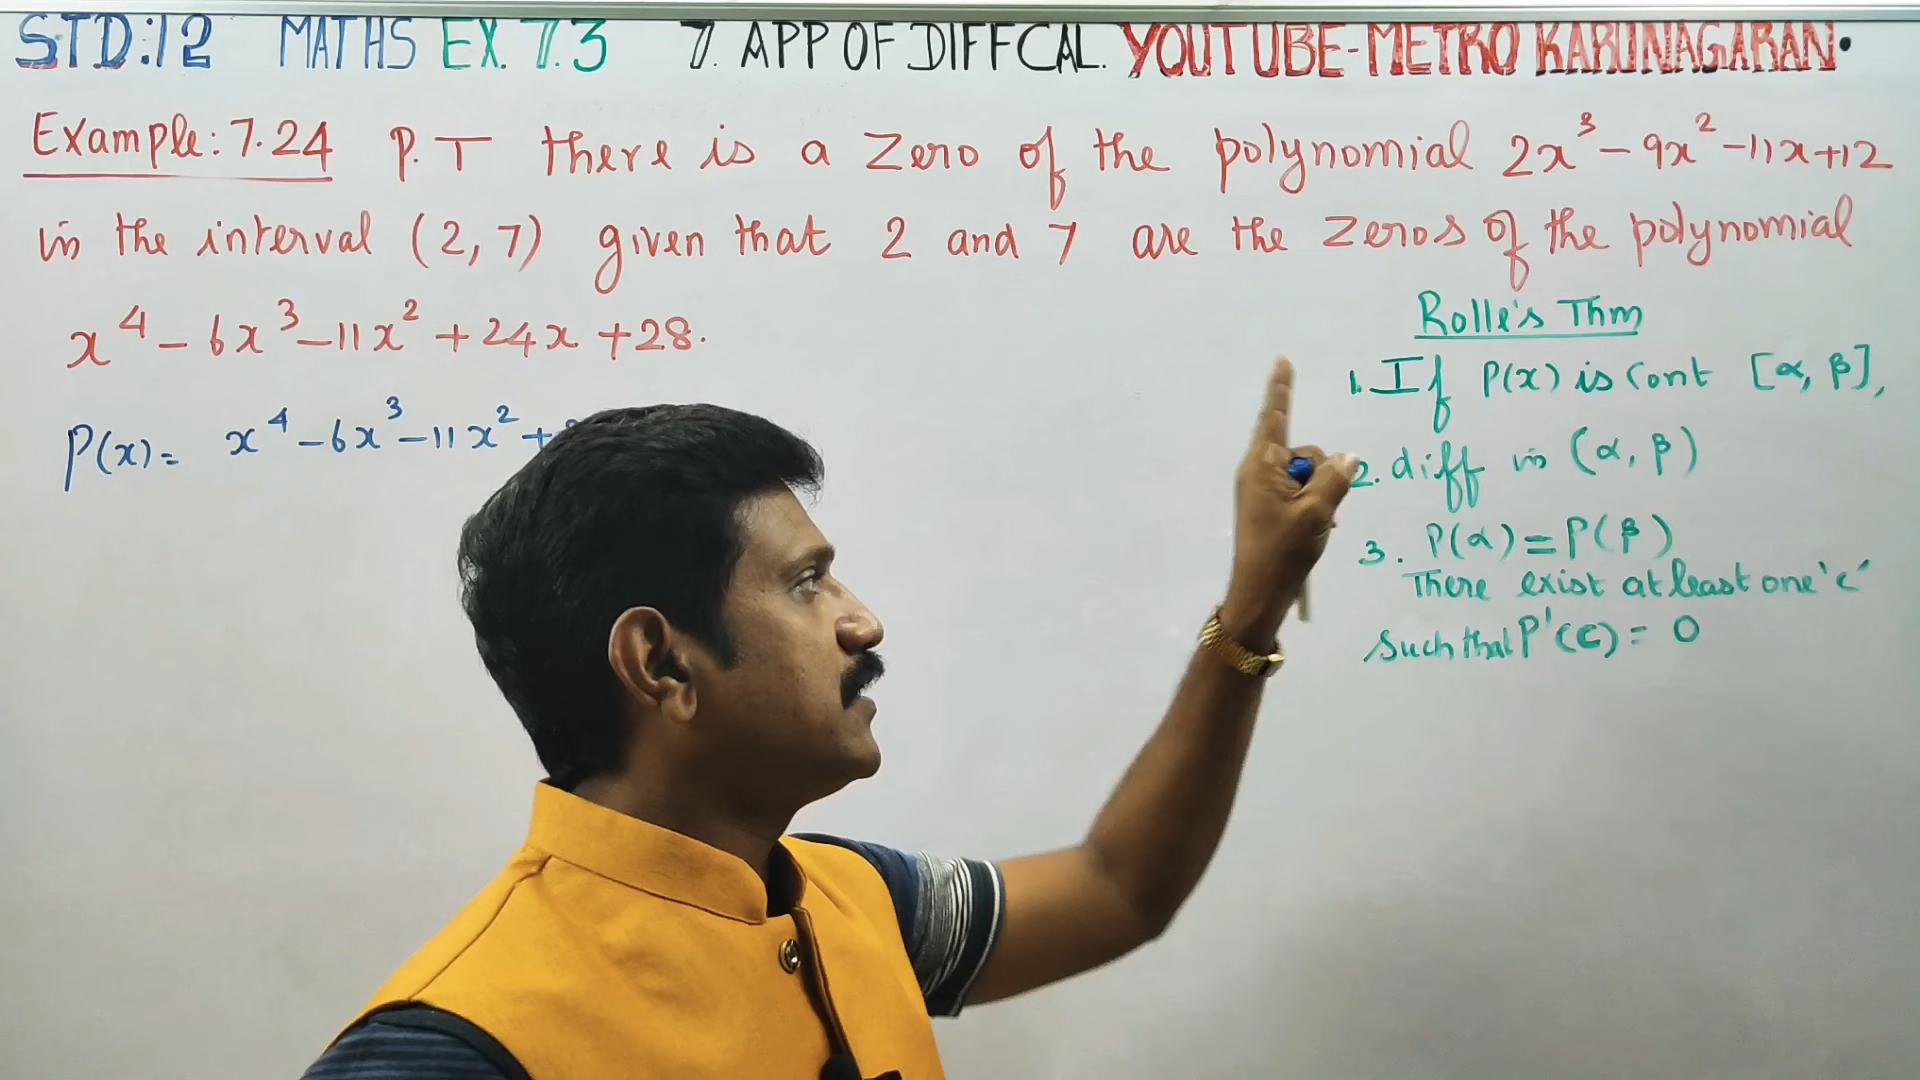 STD:12 MATHS EX. 7.3 7. APP OF DIFFCAL. YOUTUBE-METRO KARUNAGARAN.
Example: 7.24 P.T there is a zero of the polynomial 2x³-9x²-11x+12
in the interval (2,7) given that 2 and 7 are the zeros of the polynomial
x⁴-6x³-11x²+24x+28.
P(x)= x⁴-6x³-11x²+
Rolle's Thm
1. If P(x) is cont [α, β],
2. diff in (α, β)
3. P(α)=P(β)
There exist at least one 'c'
such that P'(c)=0